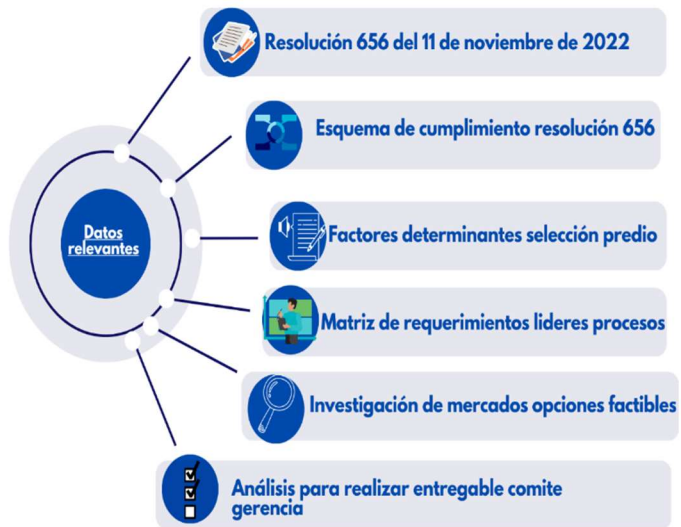 Resolución 656 del 11 de noviembre de 2022
Esquema de cumplimiento resolución 656
Datos
relevantes
Factores determinantes selección predio
Matriz de requerimientos lideres procesos
Investigación de mercados opciones factibles
Análisis para realizar entregable comite
gerencia